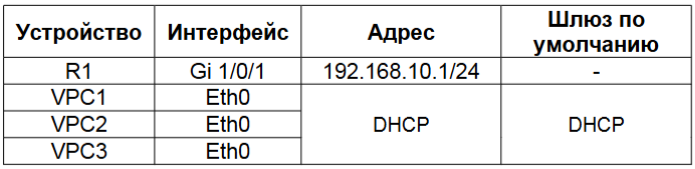 Устройство Интерфейс Адрес Шлюз по
умолчанию
R1 Gi 1/0/1 192.168.10.1/24 -
VPC1 Eth0
VPC2 Eth0 DHCP DHCP
VPC3 Eth0